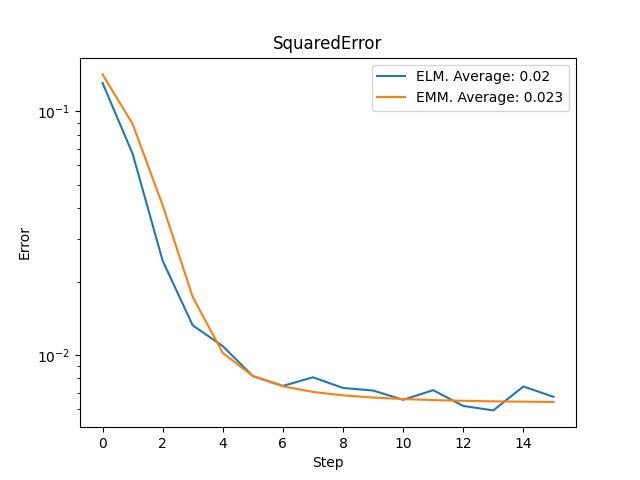 SquaredError
ELM. Average: 0.02
EMM. Average: 0.023
10⁻¹
10⁻²
Error
0 2 4 6 8 10 12 14
Step